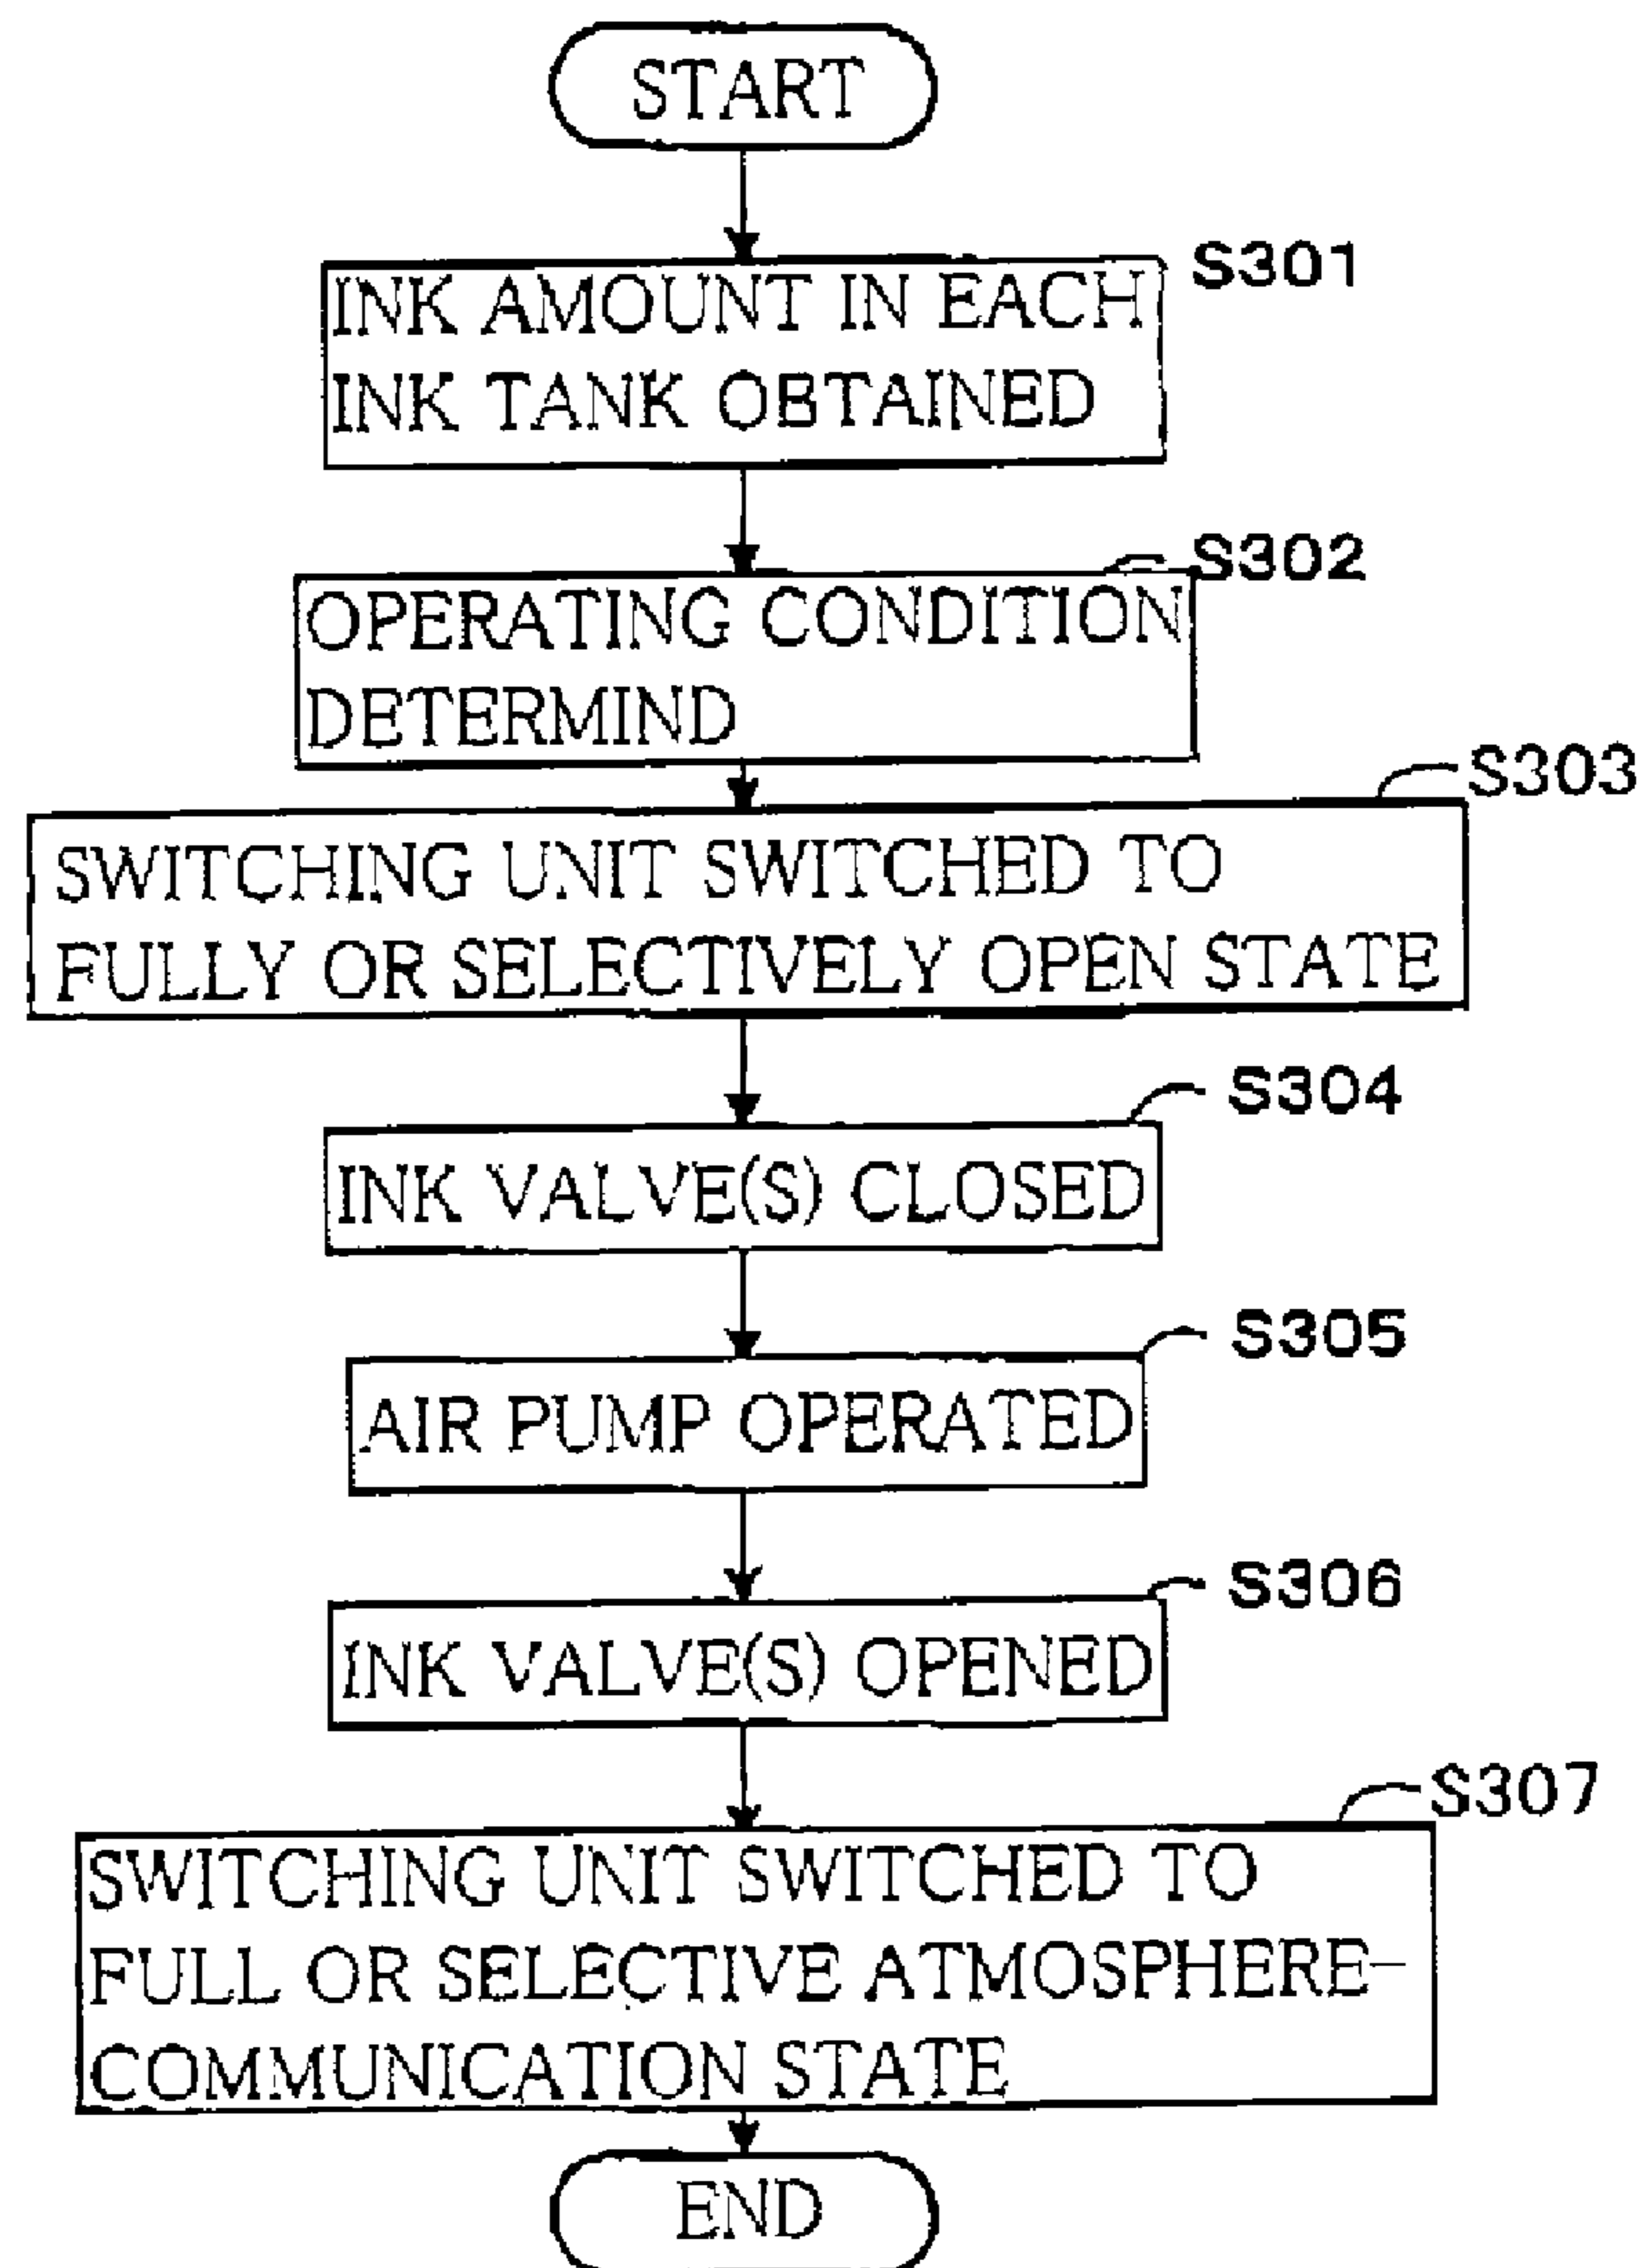 START
S301
INK AMOUNT IN EACH
INK TANK OBTAINED
S302
OPERATING CONDITION
DETERMIND
S303
SWITCHING UNIT SWITCHED TO
FULLY OR SELECTIVELY OPEN STATE
S304
INK VALVE(S) CLOSED
S305
AIR PUMP OPERATED
S306
INK VALVE(S) OPENED
S307
SWITCHING UNIT SWITCHED TO
FULL OR SELECTIVE ATMOSPHERE-
COMMUNICATION STATE
END